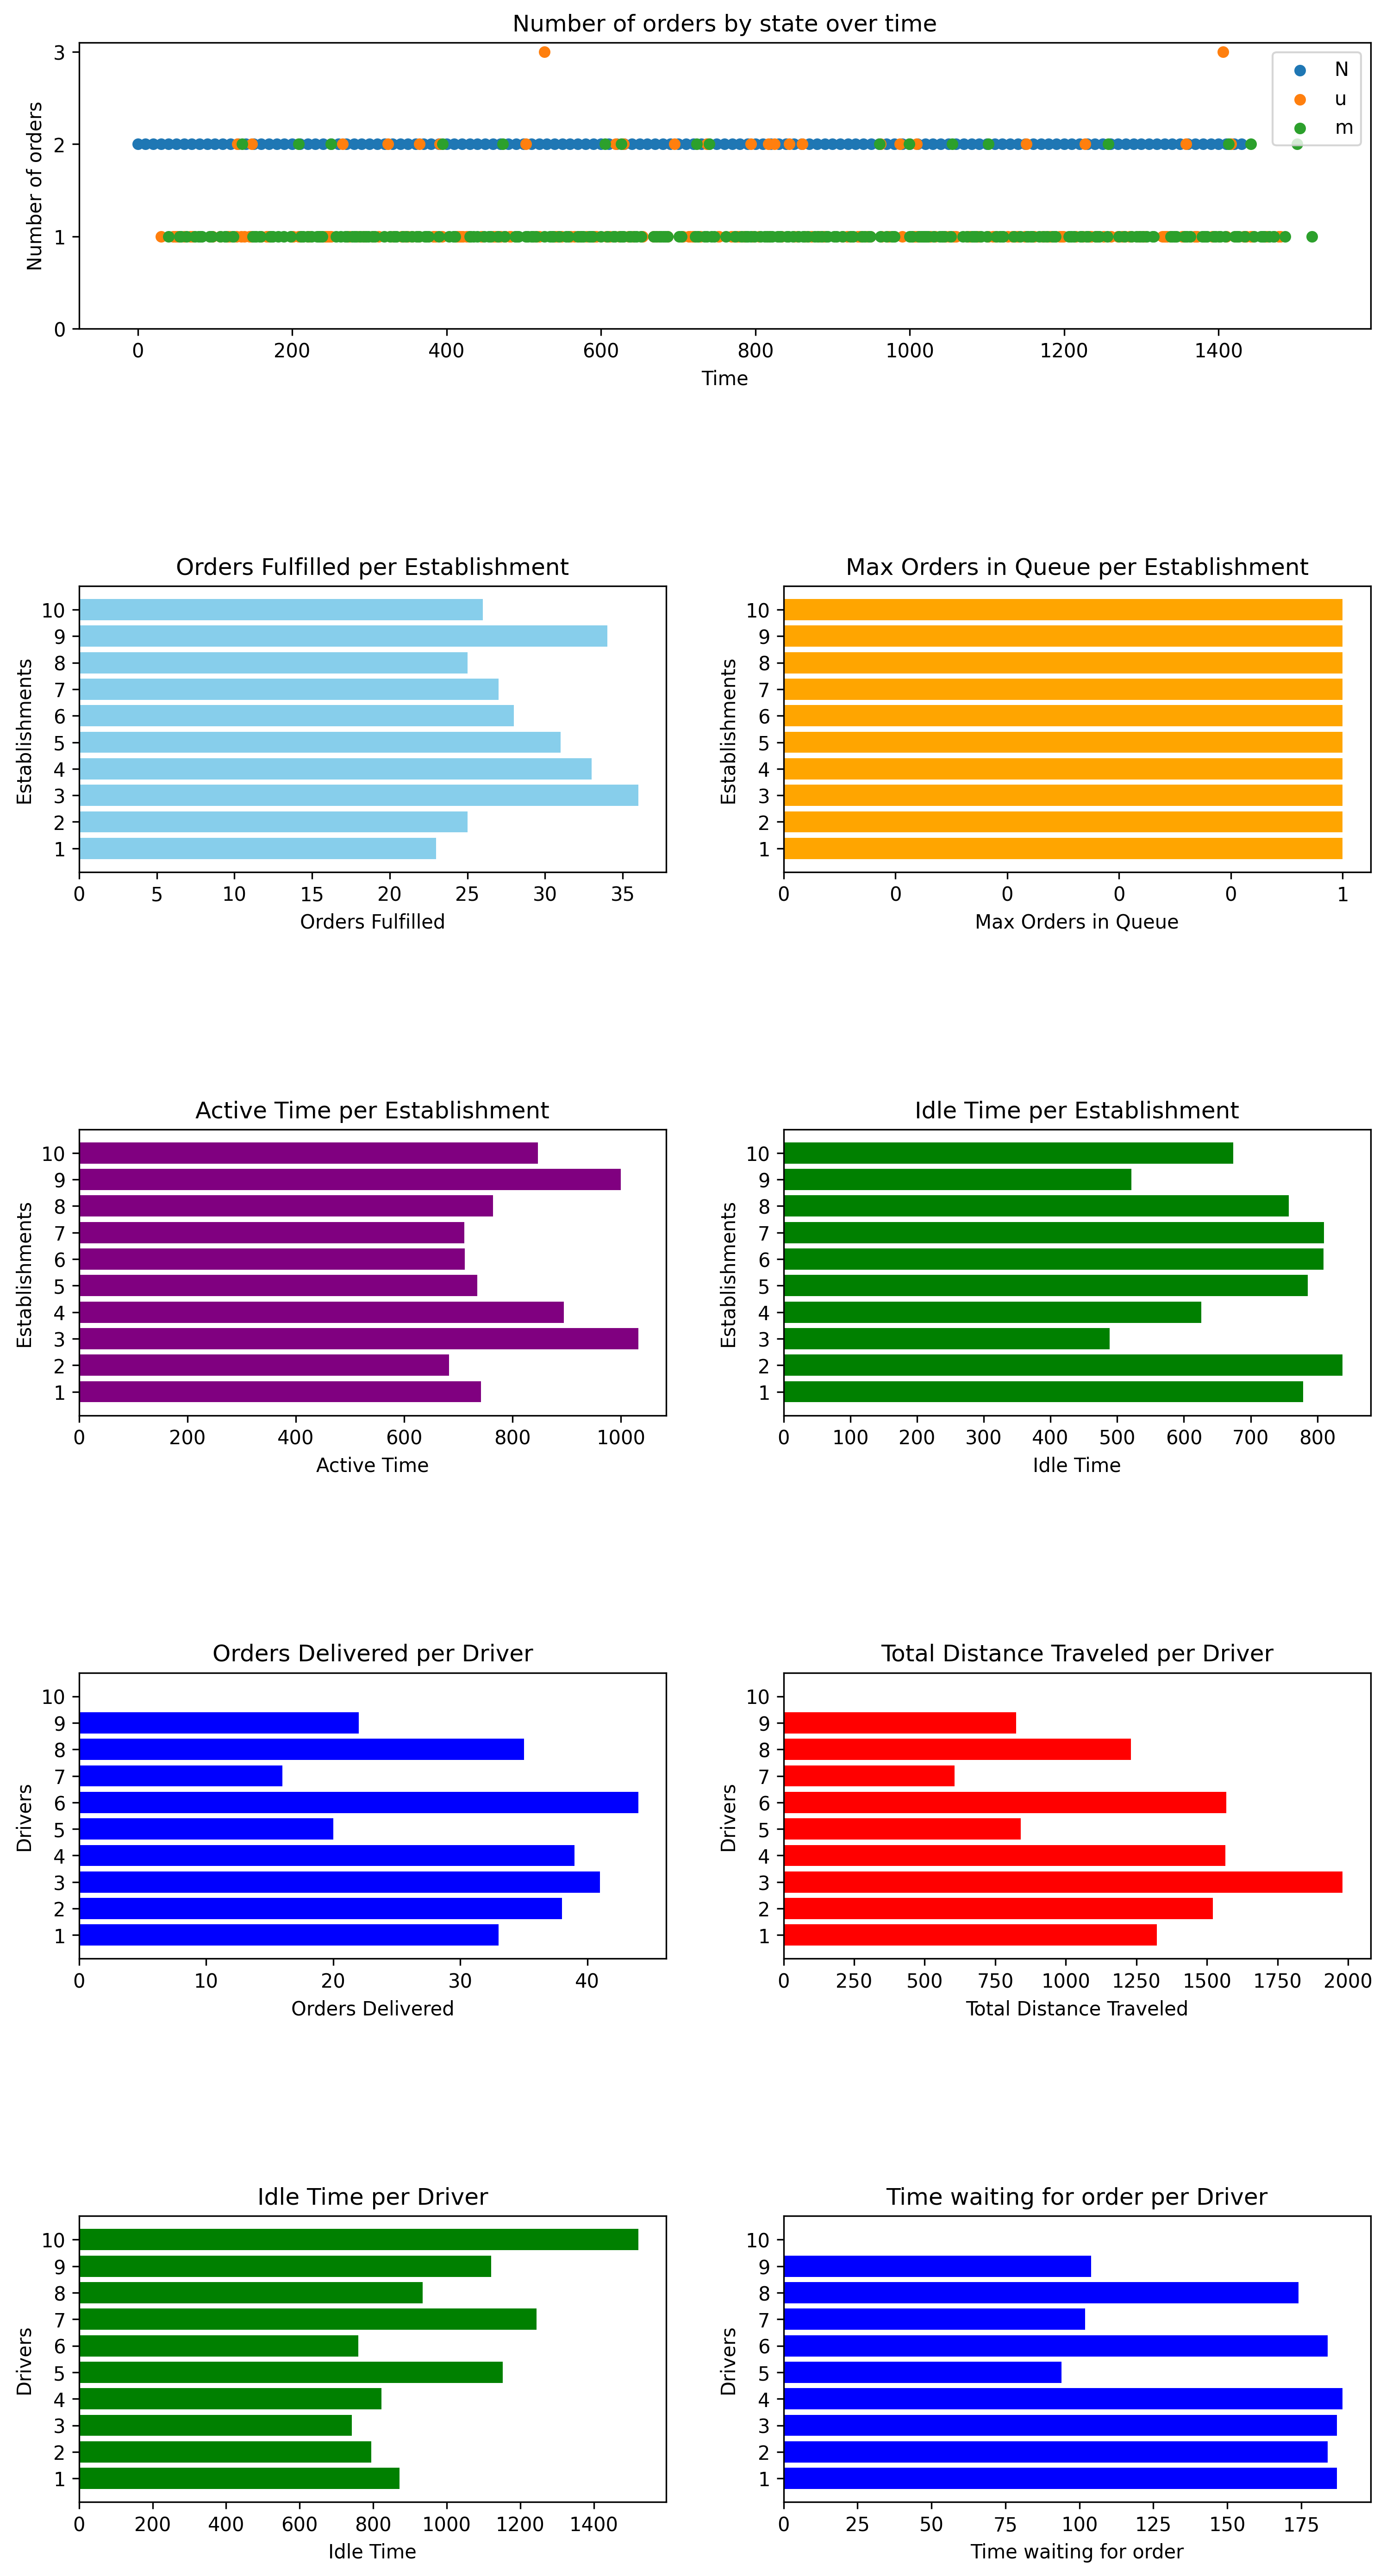 Number of orders by state over time
Number of orders
3
2
1
0
N
u
m
0 200 400 600 800 1000 1200 1400
Time
Orders Fulfilled per Establishment
Establishments
10
9
8
7
6
5
4
3
2
1
0 5 10 15 20 25 30 35
Orders Fulfilled
Max Orders in Queue per Establishment
Establishments
10
9
8
7
6
5
4
3
2
1
0 0 0 0 0 1
Max Orders in Queue
Active Time per Establishment
Establishments
10
9
8
7
6
5
4
3
2
1
0 200 400 600 800 1000
Active Time
Idle Time per Establishment
Establishments
10
9
8
7
6
5
4
3
2
1
0 100 200 300 400 500 600 700 800
Idle Time
Orders Delivered per Driver
Drivers
10
9
8
7
6
5
4
3
2
1
0 10 20 30 40
Orders Delivered
Total Distance Traveled per Driver
Drivers
10
9
8
7
6
5
4
3
2
1
0 250 500 750 1000 1250 1500 1750 2000
Total Distance Traveled
Idle Time per Driver
Drivers
10
9
8
7
6
5
4
3
2
1
0 200 400 600 800 1000 1200 1400
Idle Time
Time waiting for order per Driver
Drivers
10
9
8
7
6
5
4
3
2
1
0 25 50 75 100 125 150 175
Time waiting for order